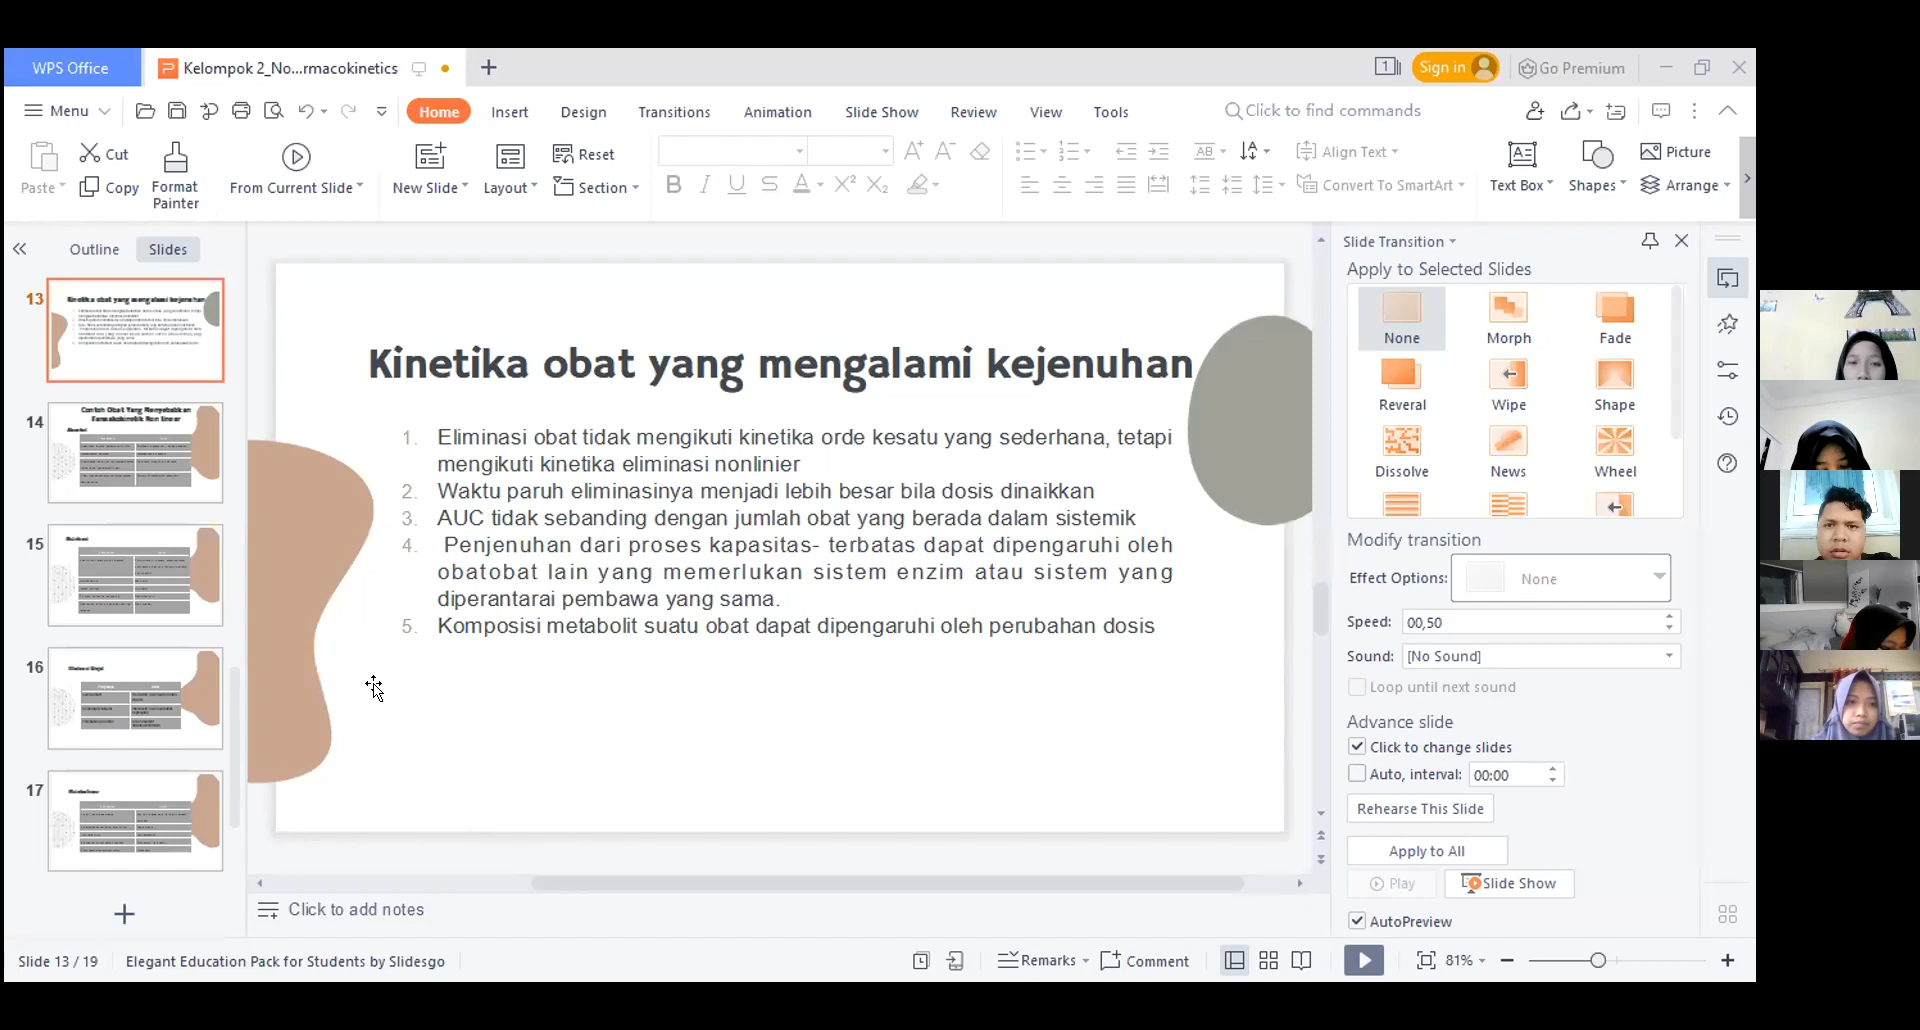 WPS Office
Kelompok 2_No...rmacokinetics
1
Sign in
Go Premium
Menu
Home
Insert
Design
Transitions
Animation
Slide Show
Review
View
Tools
Click to find commands
Paste
Cut
Copy
Format
Painter
From Current Slide
New Slide
Layout
Reset
Section
Align Text
Convert To SmartArt
Text Box
Shapes
Picture
Arrange
Outline
Slides
13
Kinetika obat yang mengalami kejenuhan
14
Contoh Obat Yang Menyebabkan
15
16
17
Kinetika obat yang mengalami kejenuhan
1. Eliminasi obat tidak mengikuti kinetika orde kesatu yang sederhana, tetapi
mengikuti kinetika eliminasi nonlinier
2. Waktu paruh eliminasinya menjadi lebih besar bila dosis dinaikkan
3. AUC tidak sebanding dengan jumlah obat yang berada dalam sistemik
4. Penjenuhan dari proses kapasitas- terbatas dapat dipengaruhi oleh
obatobat lain yang memerlukan sistem enzim atau sistem yang
diperantarai pembawa yang sama.
5. Komposisi metabolit suatu obat dapat dipengaruhi oleh perubahan dosis
Click to add notes
Slide Transition
Apply to Selected Slides
None
Morph
Fade
Reveral
Wipe
Shape
Dissolve
News
Wheel
Modify transition
Effect Options: None
Speed: 00,50
Sound: [No Sound]
Loop until next sound
Advance slide
Click to change slides
Auto, interval: 00:00
Rehearse This Slide
Apply to All
Play
Slide Show
AutoPreview
Slide 13 / 19
Elegant Education Pack for Students by Slidesgo
Remarks
Comment
81%